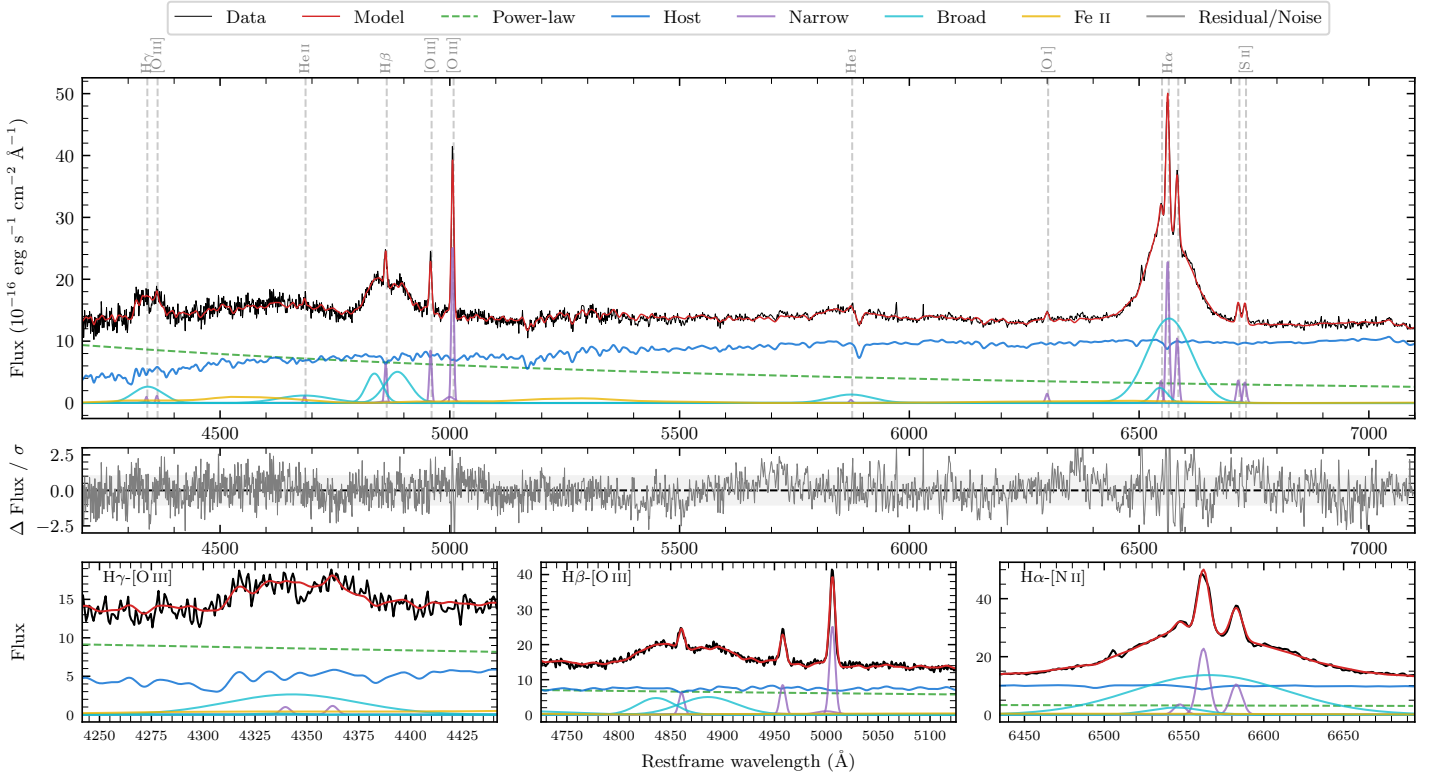 Data Model Power-law Host Narrow Broad Fe II Residual/Noise
Hγ [O III] He II Hβ [O III] [O III] He I [O I] Hα [S II]
Flux (10⁻¹⁶ erg s⁻¹ cm⁻² Å⁻¹)
50
40
30
20
10
0
4500 5000 5500 6000 6500 7000
Δ Flux / σ
2.5
0.0
−2.5
4500 5000 5500 6000 6500 7000
Flux
Hγ-[O III]
15
10
5
0
4250 4275 4300 4325 4350 4375 4400 4425
Hβ-[O III]
40
30
20
10
0
4750 4800 4850 4900 4950 5000 5050 5100
Hα-[N II]
40
20
0
6450 6500 6550 6600 6650
Restframe wavelength (Å)